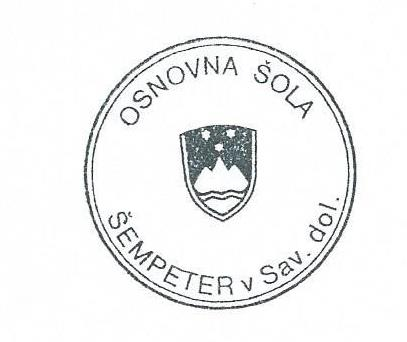 OSNOVNA ŠOLA
ŠEMPETER v Sav. dol.